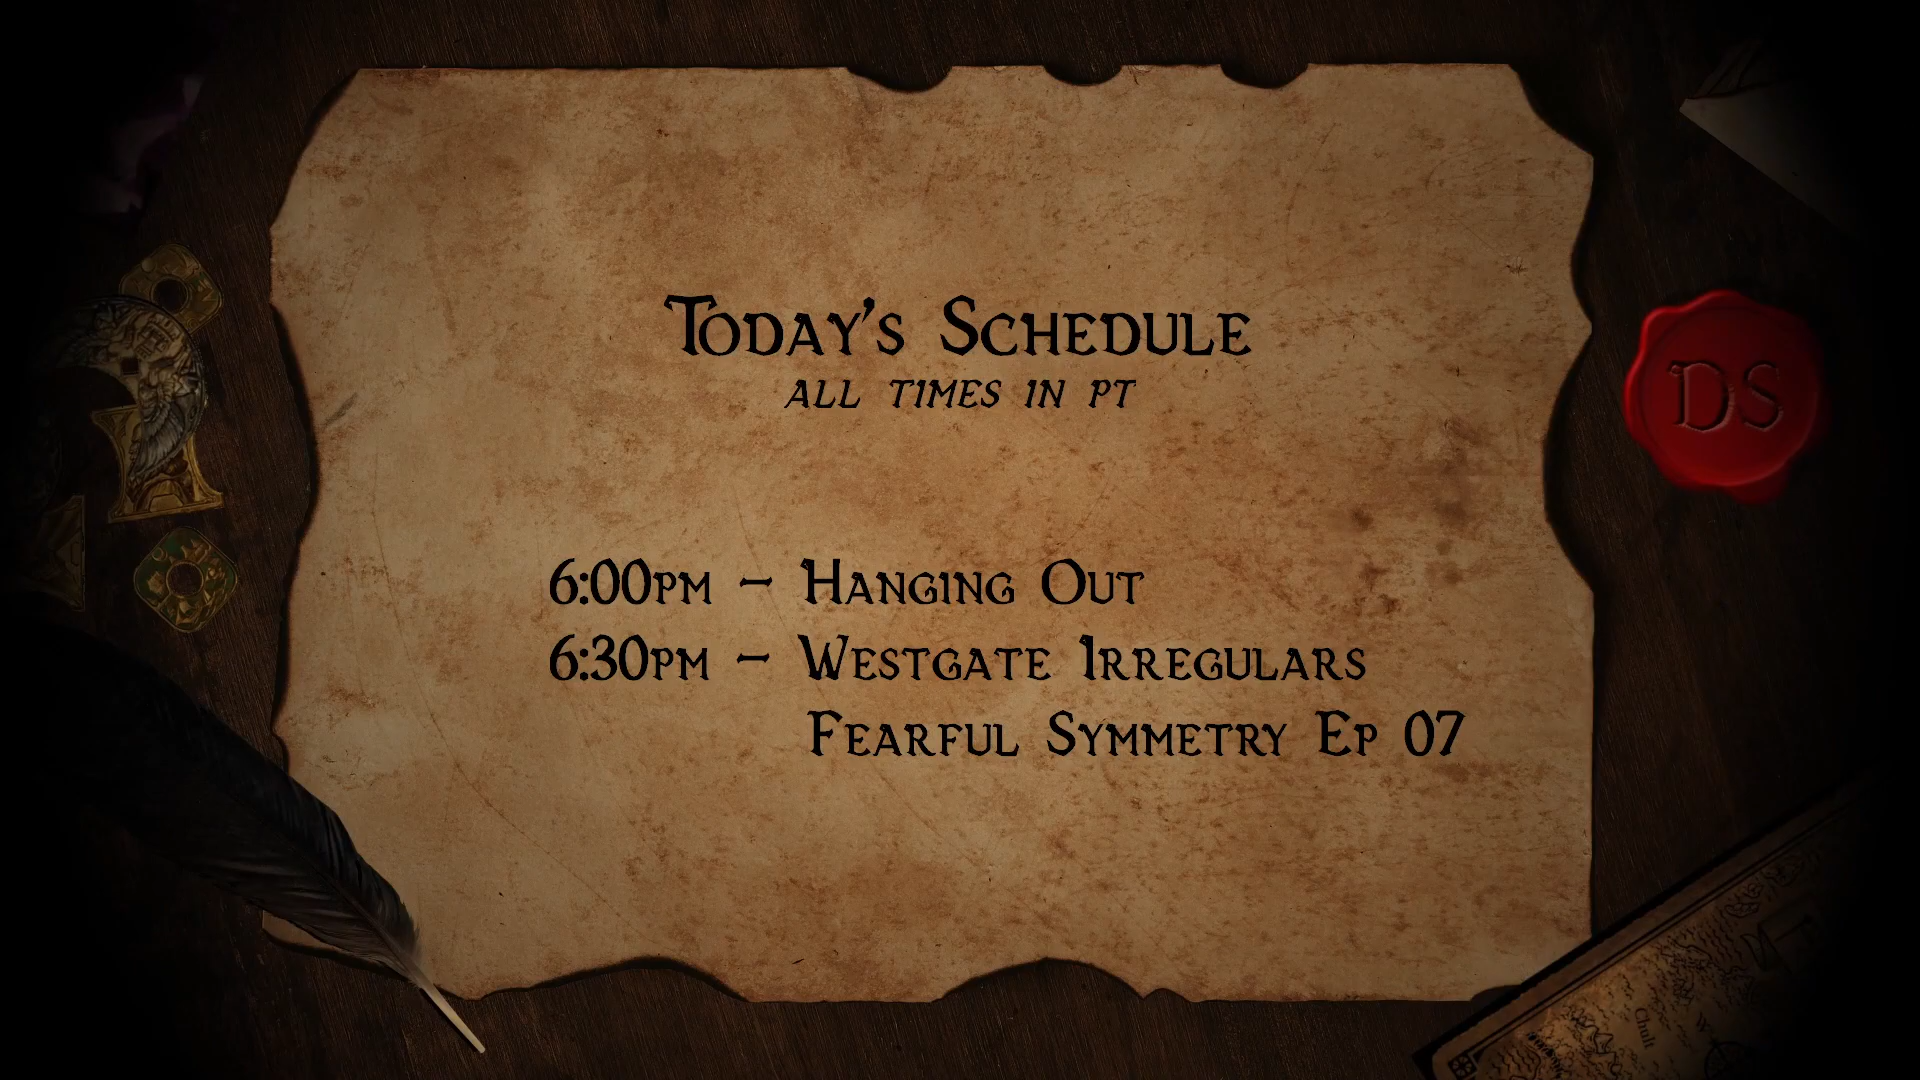 Today's Schedule
all times in PT
6:00pm – Hanging Out
6:30pm – Westgate Irregulars
Fearful Symmetry Ep 07
DS
Chult